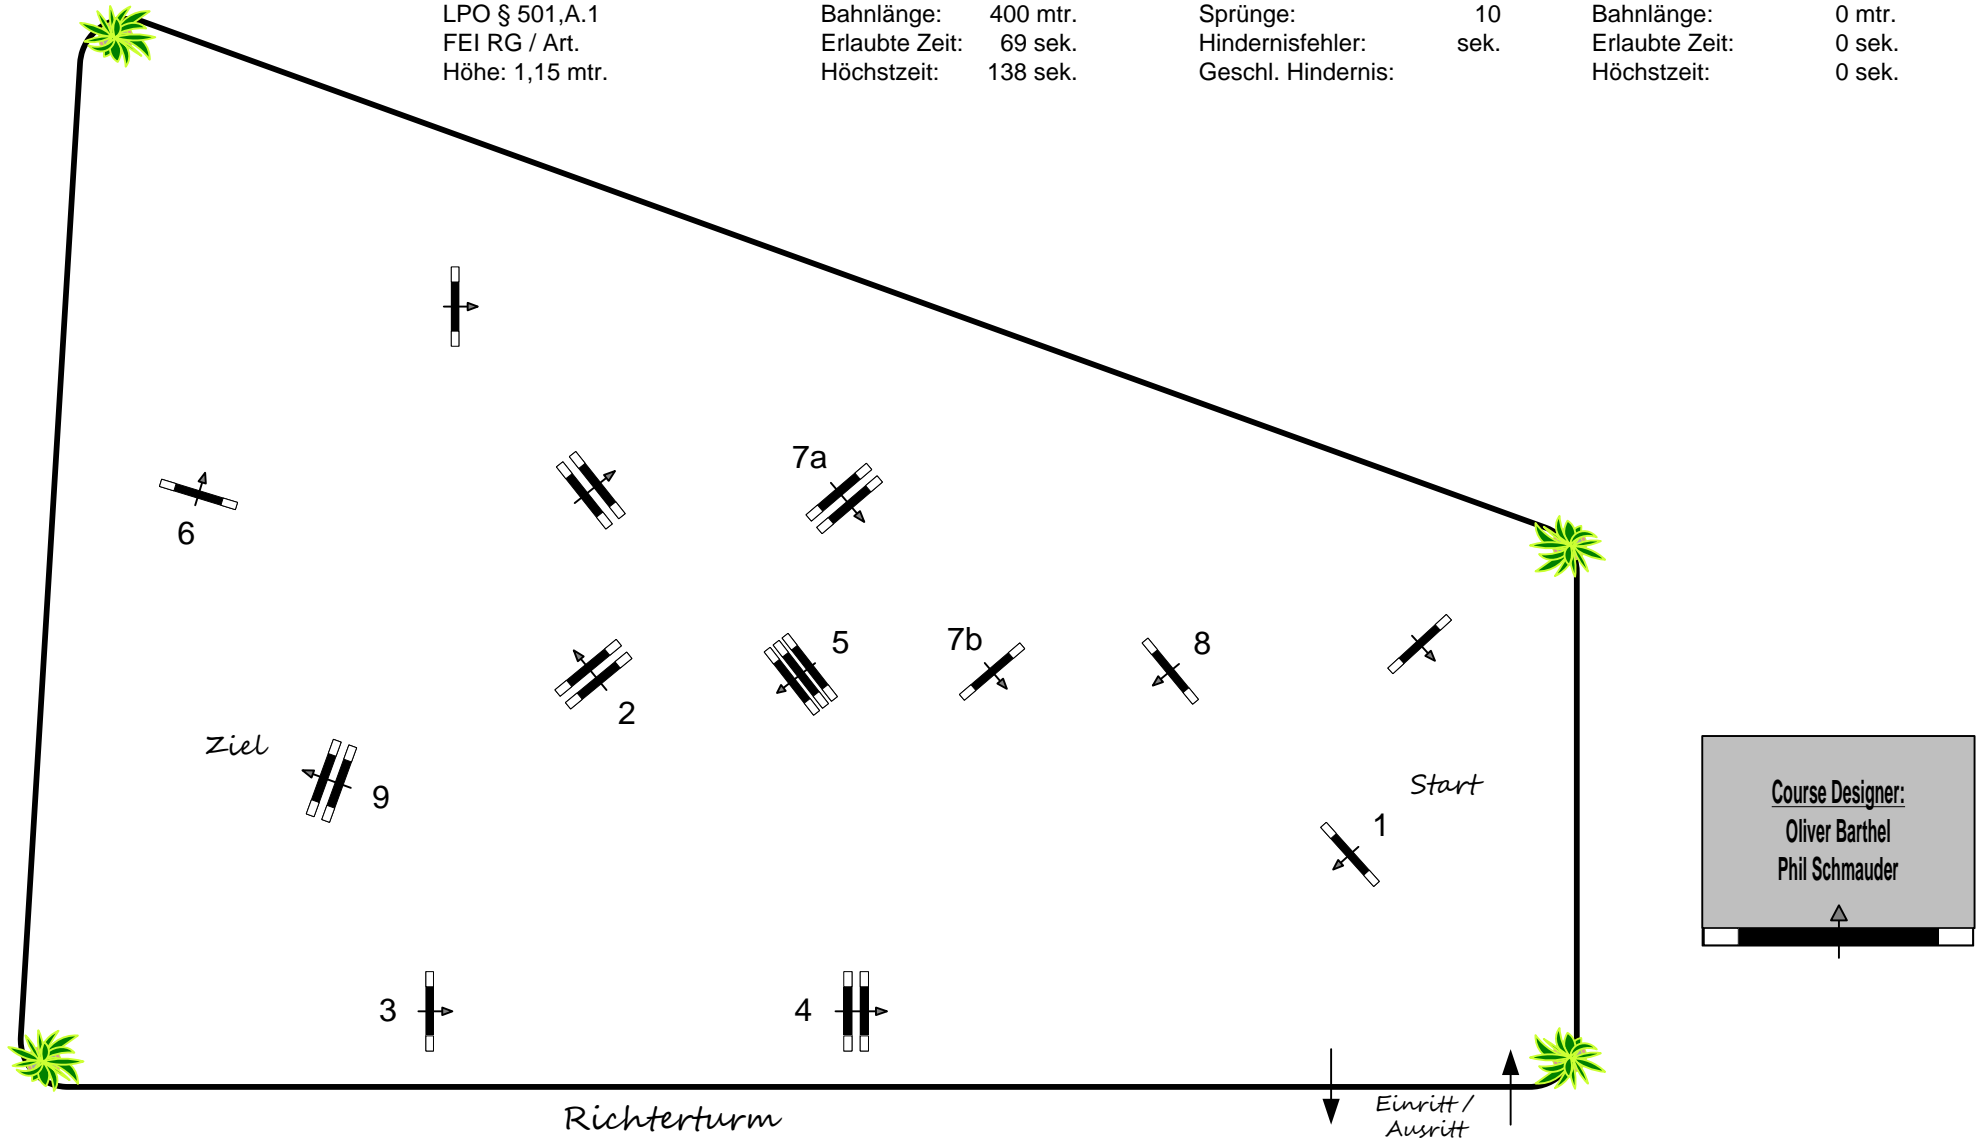 LPO § 501,A.1 Bahnlänge: 400 mtr. Sprünge: 10 Bahnlänge: 0 mtr.
FEI RG / Art. Erlaubte Zeit: 69 sek. Hindernisfehler: sek. Erlaubte Zeit: 0 sek.
Höhe: 1,15 mtr. Höchstzeit: 138 sek. Geschl. Hindernis: Höchstzeit: 0 sek.
7a
6
5
7b
8
2
Ziel
9
Start
1
Course Designer:
Oliver Barthel
Phil Schmauder
3
4
Richterturm
Einritt /
Ausritt